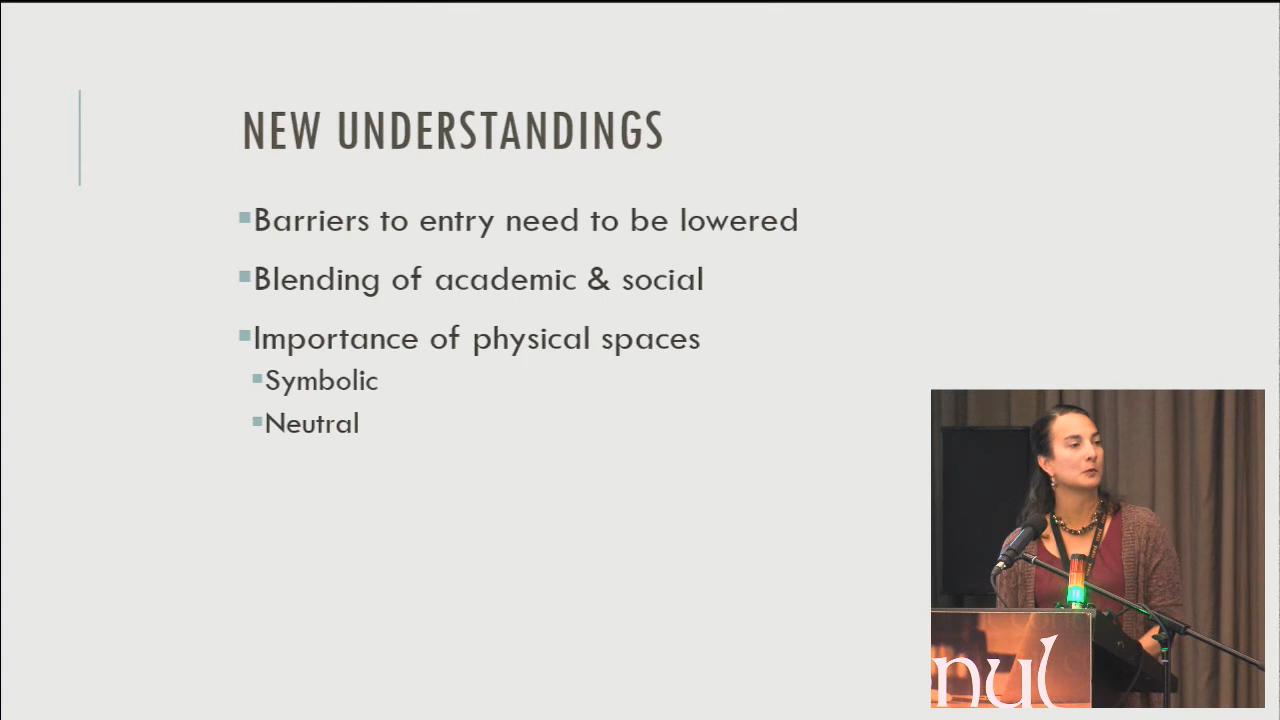 NEW UNDERSTANDINGS
Barriers to entry need to be lowered
Blending of academic & social
Importance of physical spaces
Symbolic
Neutral
nul